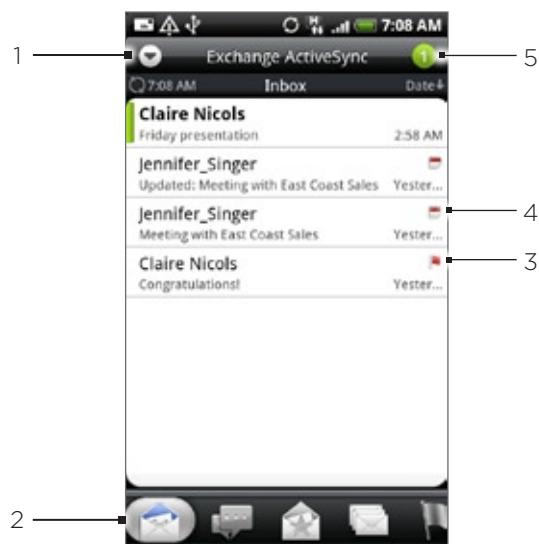 7:08 AM
1
Exchange ActiveSync
1
5
7:08 AM Inbox Date
Claire Nicols
Friday presentation 2:58 AM
Jennifer_Singer
Updated: Meeting with East Coast Sales Yester...
Jennifer_Singer
4
Meeting with East Coast Sales Yester...
Claire Nicols
3
Congratulations! Yester...
2